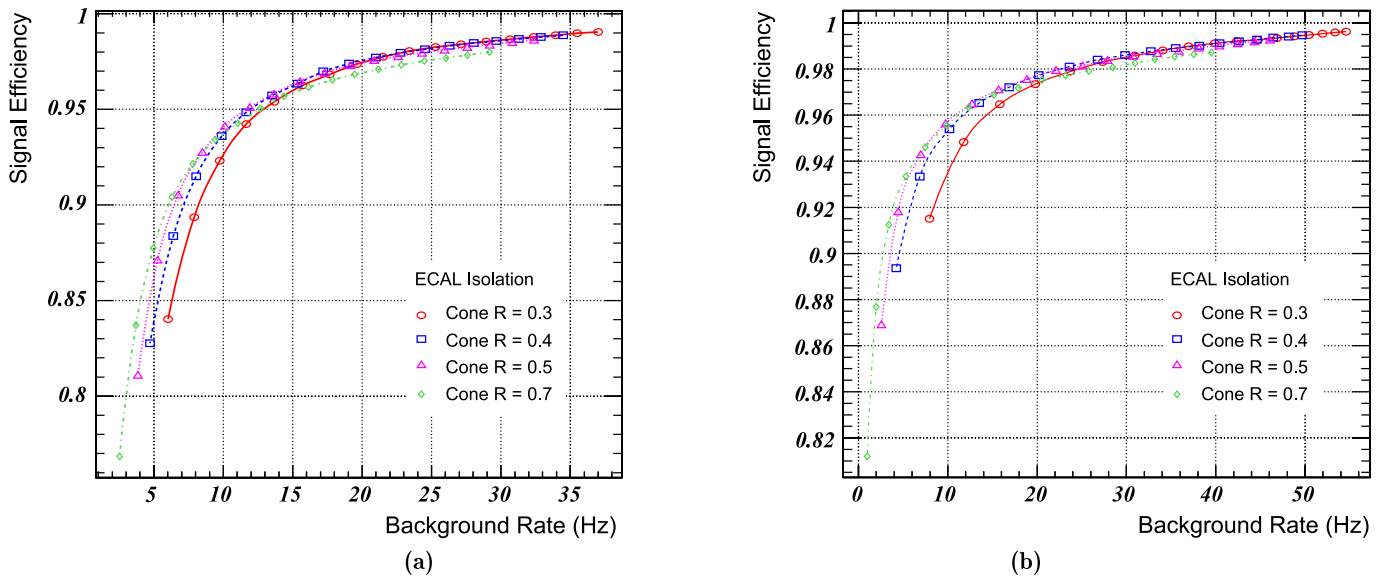 Signal Efficiency
1
0.95
0.9
0.85
0.8
ECAL Isolation
Cone R = 0.3
Cone R = 0.4
Cone R = 0.5
Cone R = 0.7
5 10 15 20 25 30 35
Background Rate (Hz)
(a)
Signal Efficiency
1
0.98
0.96
0.94
0.92
0.9
0.88
0.86
0.84
0.82
ECAL Isolation
Cone R = 0.3
Cone R = 0.4
Cone R = 0.5
Cone R = 0.7
0 10 20 30 40 50
Background Rate (Hz)
(b)